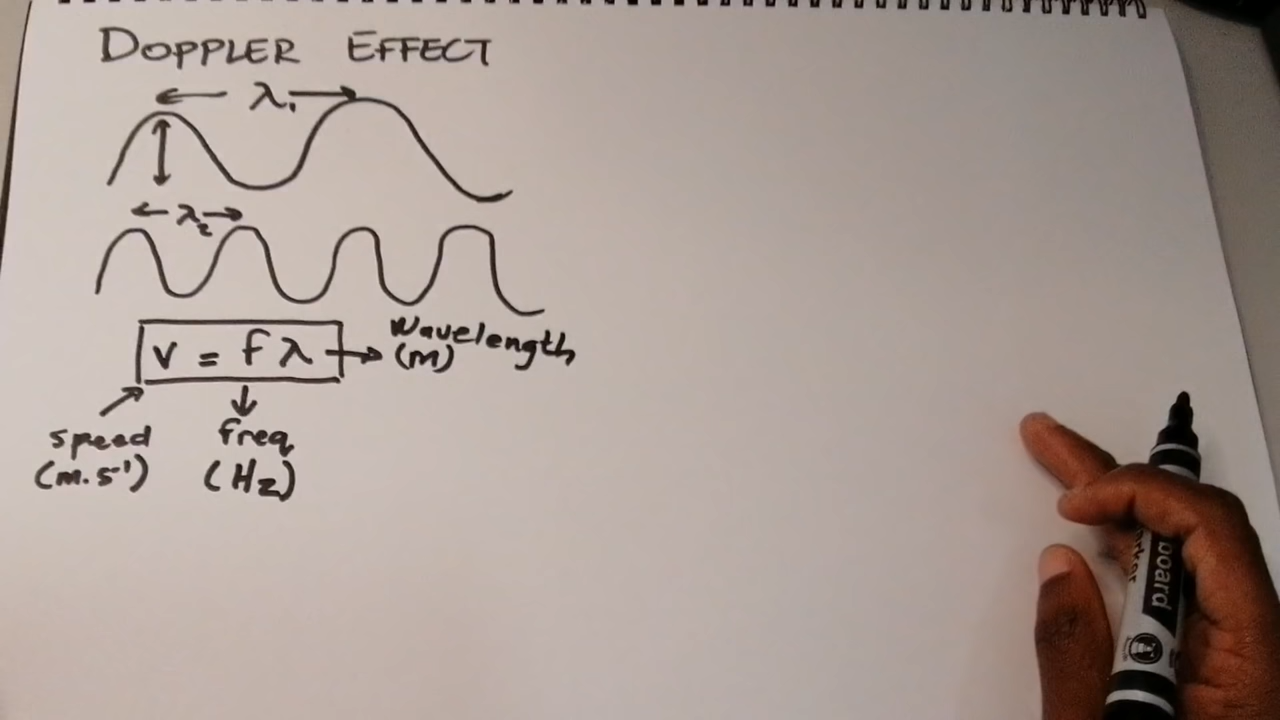 DOPPLER EFFECT
λ₁
λ₂
v = f λ
Wavelength
(m)
speed
(m.s⁻¹)
freq
(Hz)
board